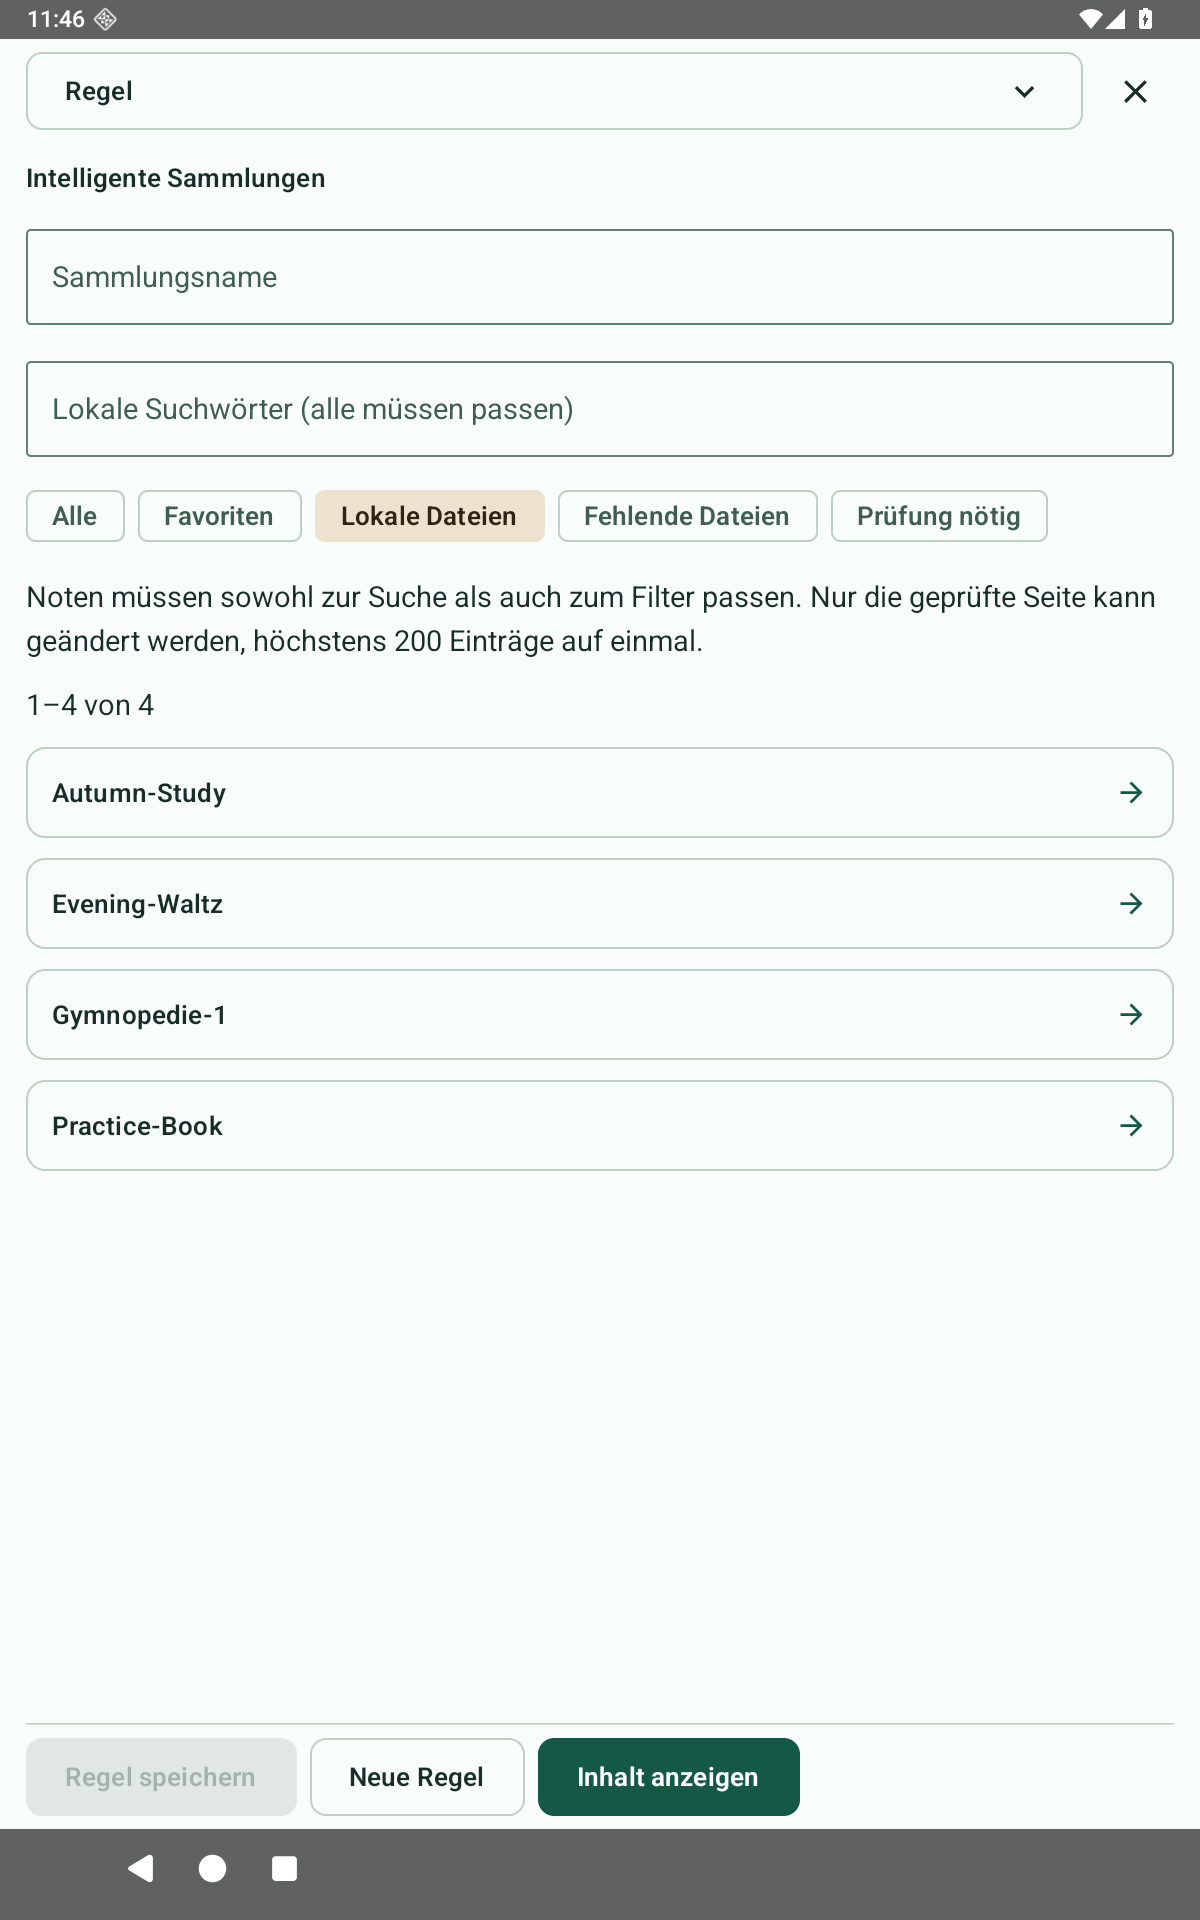 11:46
Regel
Intelligente Sammlungen
Sammlungsname
Lokale Suchwörter (alle müssen passen)
Alle
Favoriten
Lokale Dateien
Fehlende Dateien
Prüfung nötig
Noten müssen sowohl zur Suche als auch zum Filter passen. Nur die geprüfte Seite kann
geändert werden, höchstens 200 Einträge auf einmal.
1–4 von 4
Autumn-Study
Evening-Waltz
Gymnopedie-1
Practice-Book
Regel speichern
Neue Regel
Inhalt anzeigen